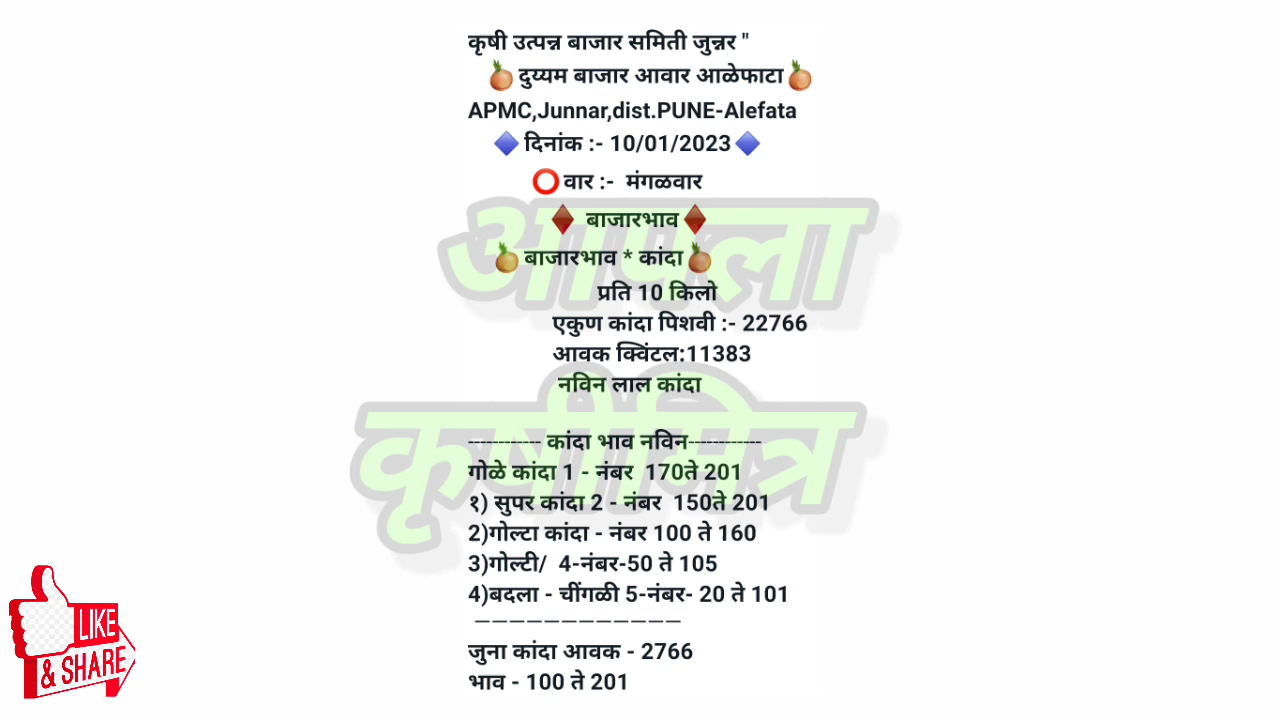 कृषी उत्पन्न बाजार समिती जुन्नर "
दुय्यम बाजार आवार आळेफाटा
APMC,Junnar,dist.PUNE-Alefata
दिनांक :- 10/01/2023
वार :- मंगळवार
बाजारभाव
बाजारभाव * कांदा
प्रति 10 किलो
एकुण कांदा पिशवी :- 22766
आवक क्विंटल:11383
नविन लाल कांदा
------------ कांदा भाव नविन------------
गोळे कांदा 1 - नंबर 170ते 201
१) सुपर कांदा 2 - नंबर 150ते 201
2)गोल्टा कांदा - नंबर 100 ते 160
3)गोल्टी/ 4-नंबर-50 ते 105
4)बदला - चींगळी 5-नंबर- 20 ते 101
————————————
जुना कांदा आवक - 2766
भाव - 100 ते 201
आपला
कृषीमित्र
LIKE
& SHARE